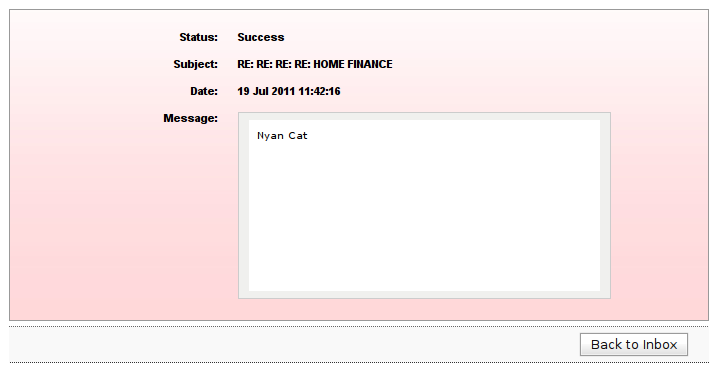 Status: Success
Subject: RE: RE: RE: RE: HOME FINANCE
Date: 19 Jul 2011 11:42:16
Message:
Nyan Cat
Back to Inbox